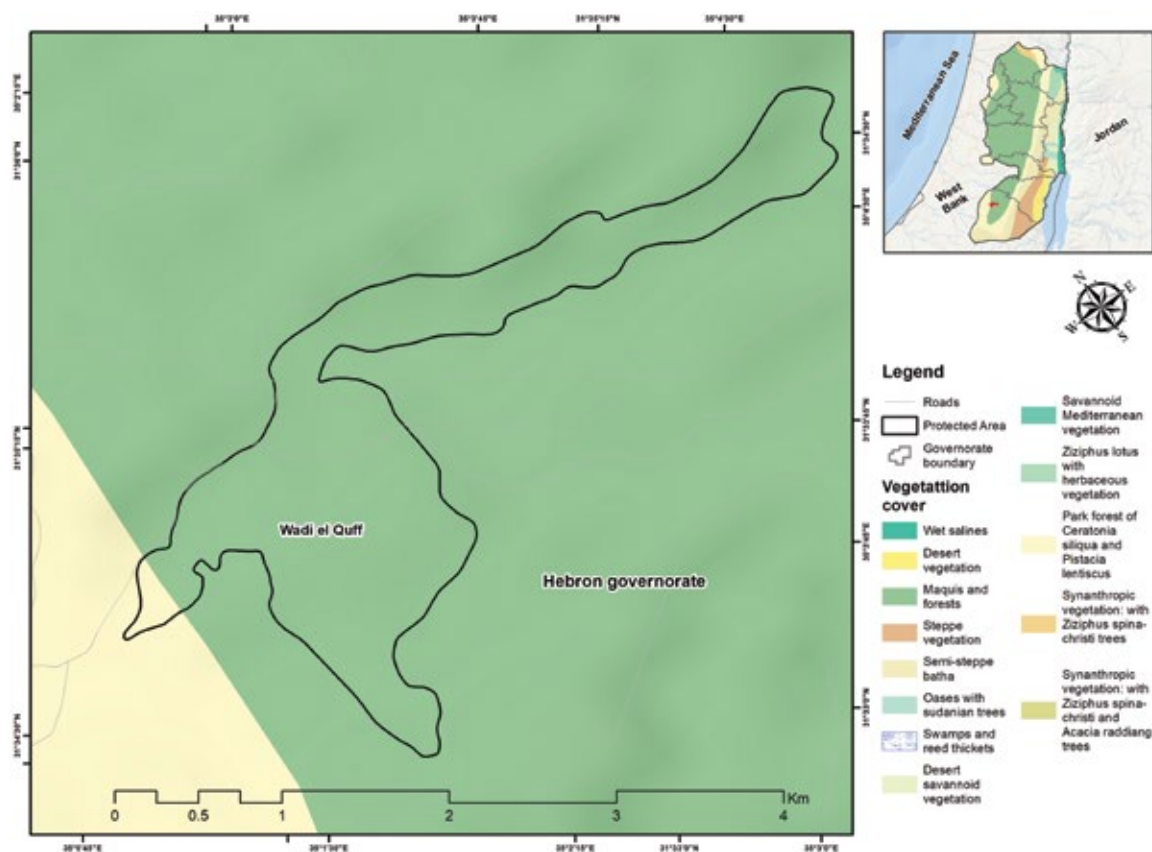 Mediterranean Sea
Jordan
West
Bank
N
E
W
S
Wadi el Quff
Hebron governorate
0
0.5
1
2
3
4
Km
Legend
Roads
Protected Area
Governorate
boundary
Vegetattion
cover
Wet salines
Desert
vegetation
Maquis and
forests
Steppe
vegetation
Semi-steppe
batha
Oases with
sudanian trees
Swamps and
reed thickets
Desert
savannoid
vegetation
Savannoid
Mediterranean
vegetation
Ziziphus lotus
with
herbaceous
vegetation
Park forest of
Ceratonia
siliqua and
Pistacia
lentiscus
Synanthropic
vegetation: with
Ziziphus spina-
christi trees
Synanthropic
vegetation: with
Ziziphus spina-
christi and
Acacia raddiang
trees